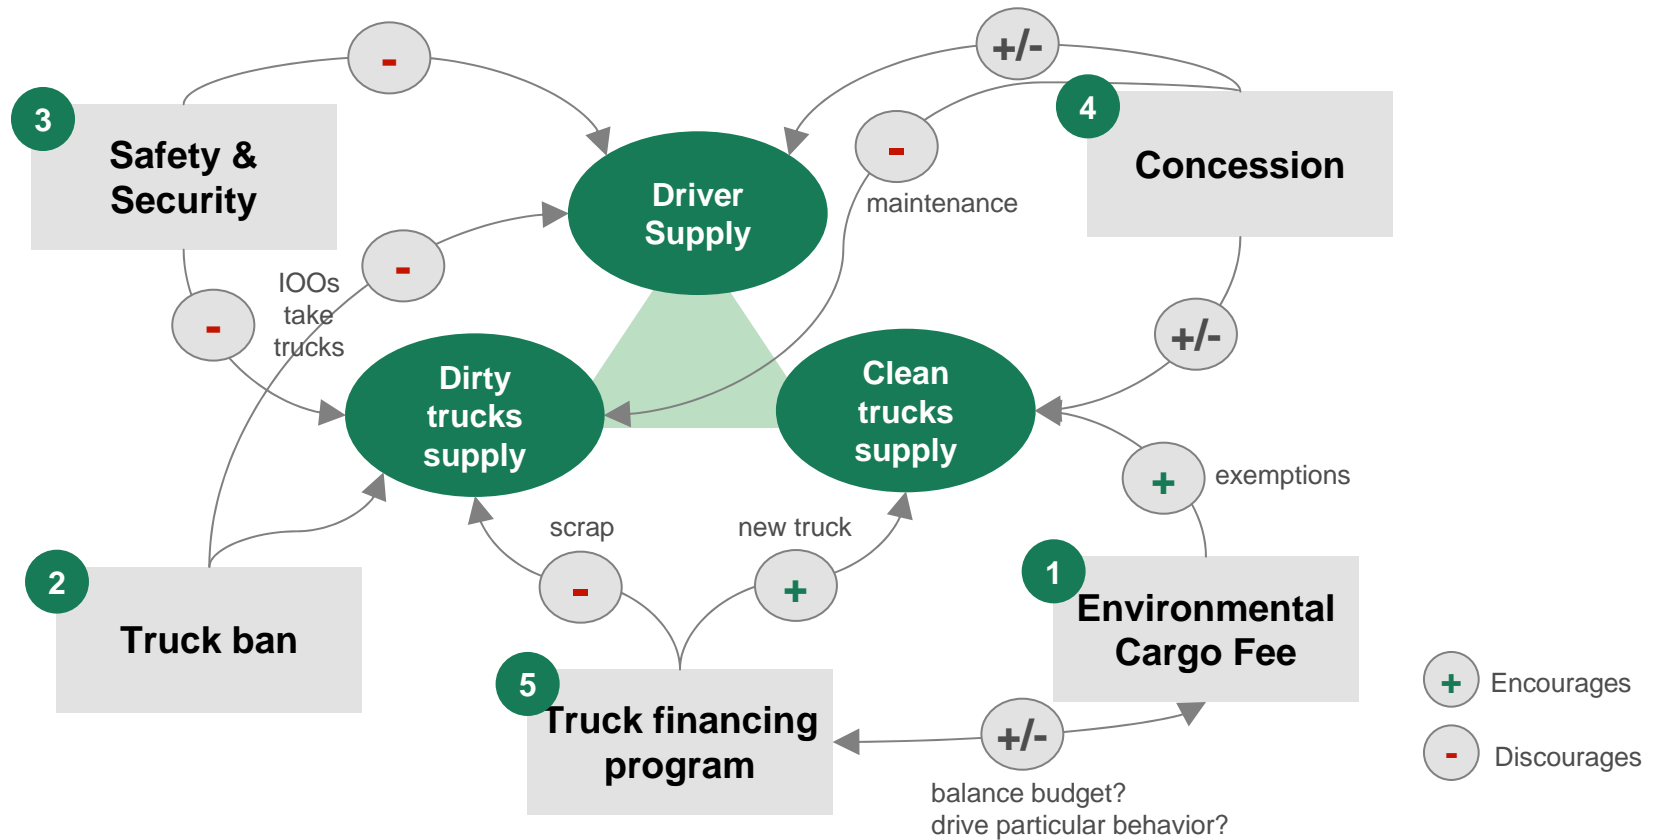 -
+/-
3
Safety &
Security
4
Concession
-
maintenance
Driver
Supply
-
IOOs
take
trucks
-
+/-
Dirty
trucks
supply
Clean
trucks
supply
+
exemptions
scrap
-
new truck
+
2
Truck ban
1
Environmental
Cargo Fee
5
Truck financing
program
+/-
balance budget?
drive particular behavior?
+ Encourages
- Discourages